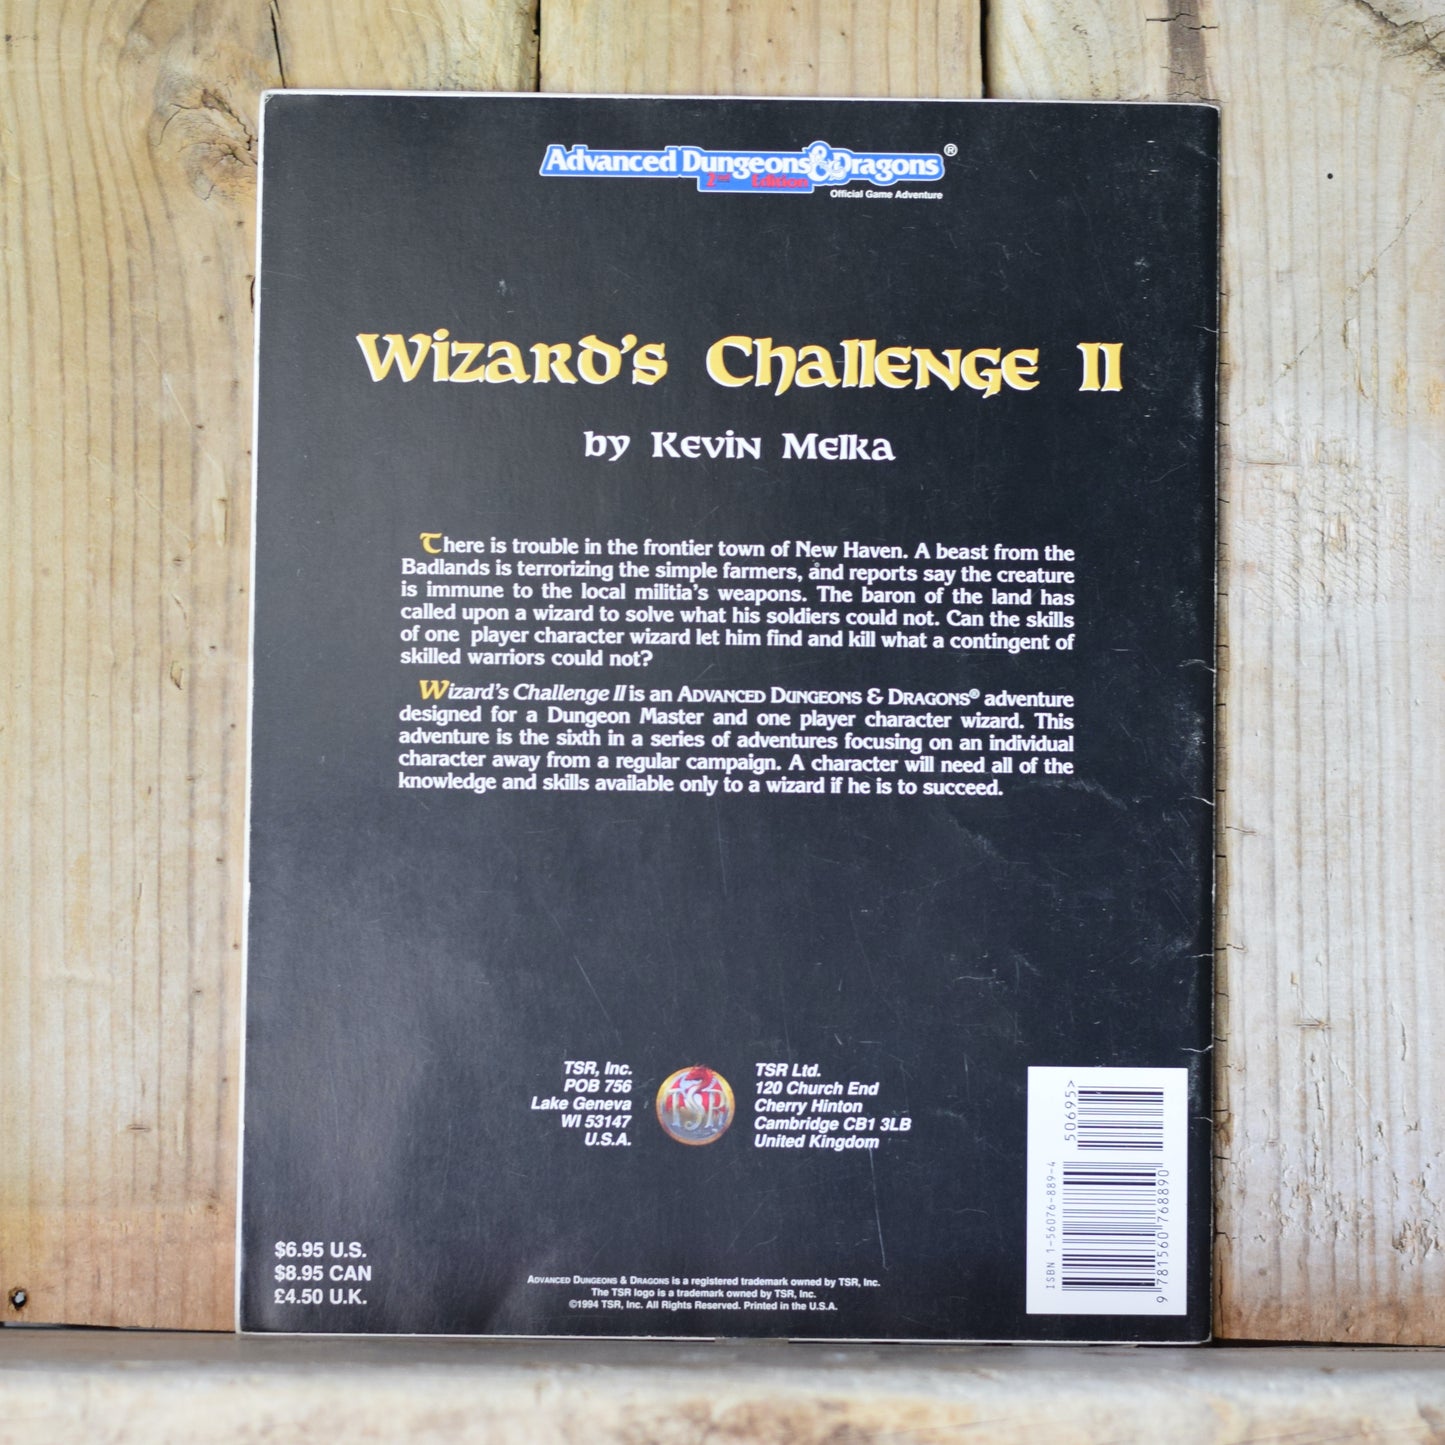 Advanced Dungeons & Dragons®
2nd Edition
Official Game Adventure
Wizard's Challenge II
by Kevin Melka
There is trouble in the frontier town of New Haven. A beast from the
Badlands is terrorizing the simple farmers, and reports say the creature
is immune to the local militia's weapons. The baron of the land has
called upon a wizard to solve what his soldiers could not. Can the skills
of one player character wizard let him find and kill what a contingent of
skilled warriors could not?
Wizard's Challenge II is an ADVANCED DUNGEONS & DRAGONS® adventure
designed for a Dungeon Master and one player character wizard. This
adventure is the sixth in a series of adventures focusing on an individual
character away from a regular campaign. A character will need all of the
knowledge and skills available only to a wizard if he is to succeed.
TSR, Inc.
POB 756
Lake Geneva
WI 53147
U.S.A.
TSR
TSR Ltd.
120 Church End
Cherry Hinton
Cambridge CB1 3LB
United Kingdom
$6.95 U.S.
$8.95 CAN
£4.50 U.K.
ADVANCED DUNGEONS & DRAGONS is a registered trademark owned by TSR, Inc.
The TSR logo is a trademark owned by TSR, Inc.
©1994 TSR, Inc. All Rights Reserved. Printed in the U.S.A.
50695>
ISBN 1-56076-889-4
9 781560 768890